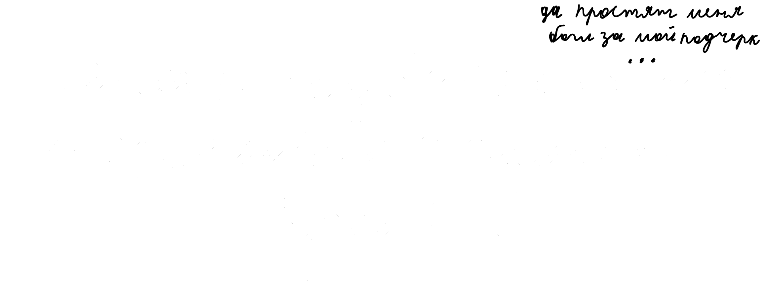 да простят меня
боги за мой подчерк
...